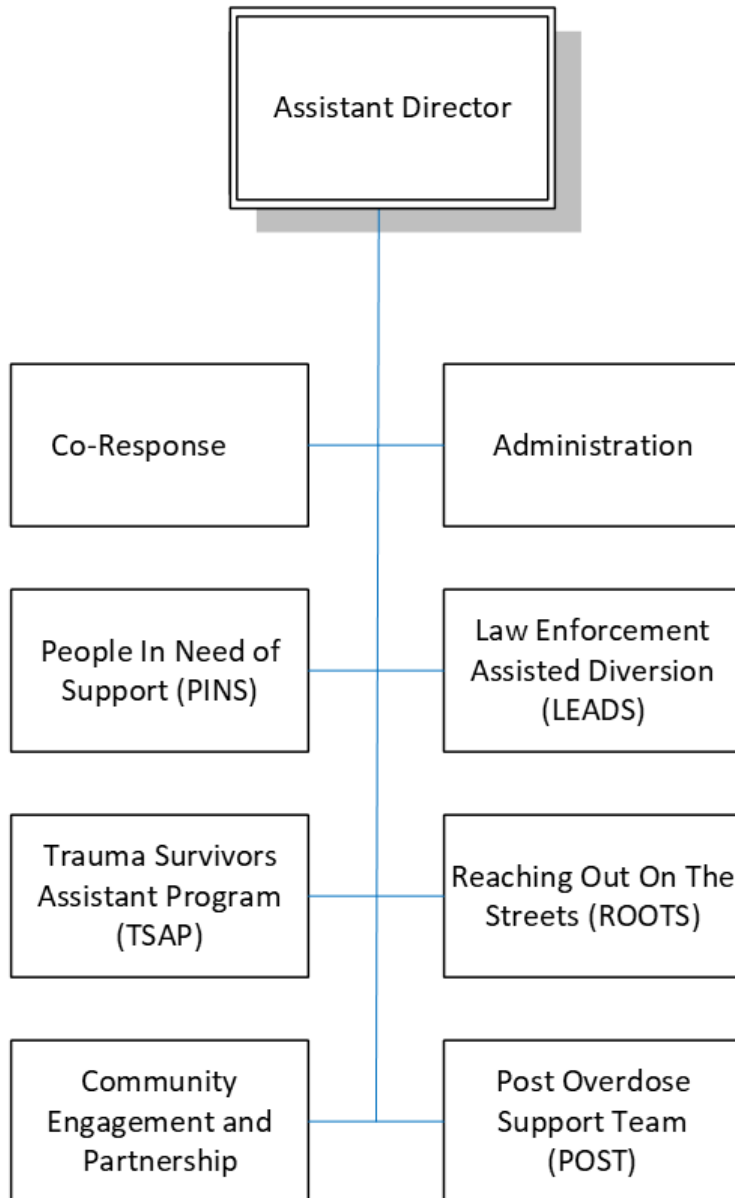 Assistant Director
Co-Response
Administration
People In Need of
Support (PINS)
Law Enforcement
Assisted Diversion
(LEADS)
Trauma Survivors
Assistant Program
(TSAP)
Reaching Out On The
Streets (ROOTS)
Community
Engagement and
Partnership
Post Overdose
Support Team
(POST)